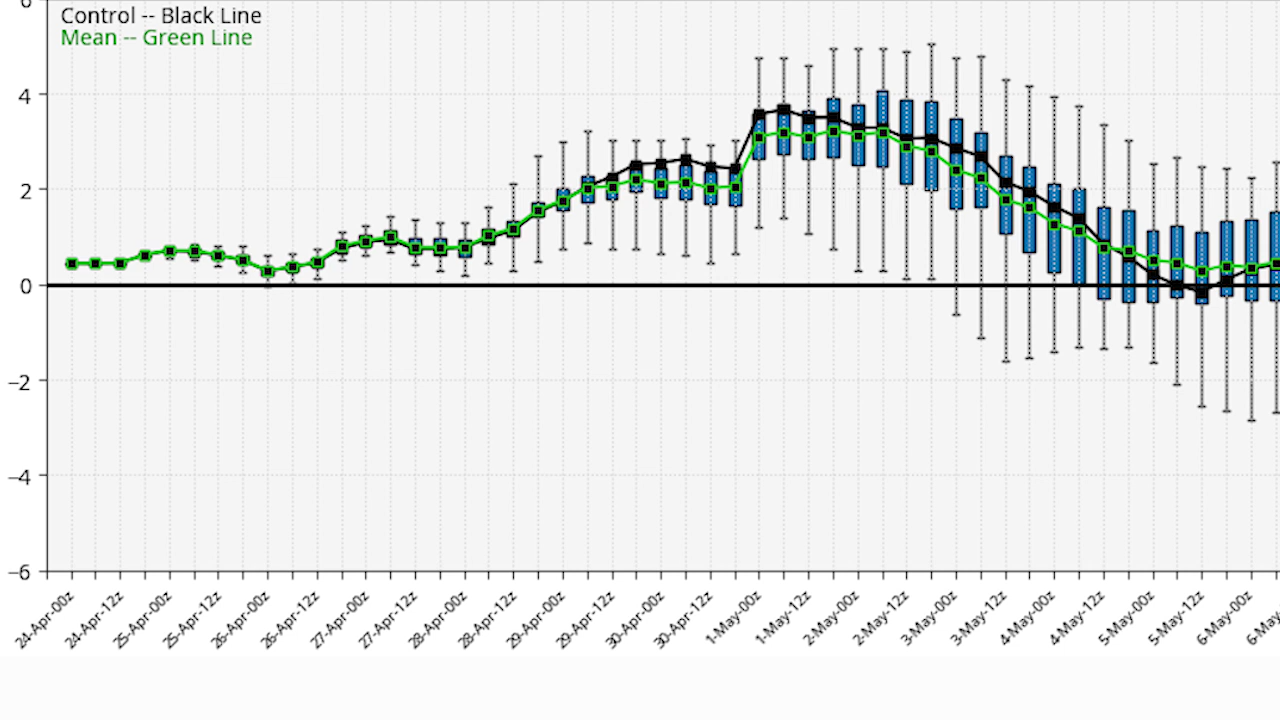 6
Control -- Black Line
Mean -- Green Line
4
2
0
−2
−4
−6
24-Apr-00z
24-Apr-12z
25-Apr-00z
25-Apr-12z
26-Apr-00z
26-Apr-12z
27-Apr-00z
27-Apr-12z
28-Apr-00z
28-Apr-12z
29-Apr-00z
29-Apr-12z
30-Apr-00z
30-Apr-12z
1-May-00z
1-May-12z
2-May-00z
2-May-12z
3-May-00z
3-May-12z
4-May-00z
4-May-12z
5-May-00z
5-May-12z
6-May-00z
6-May